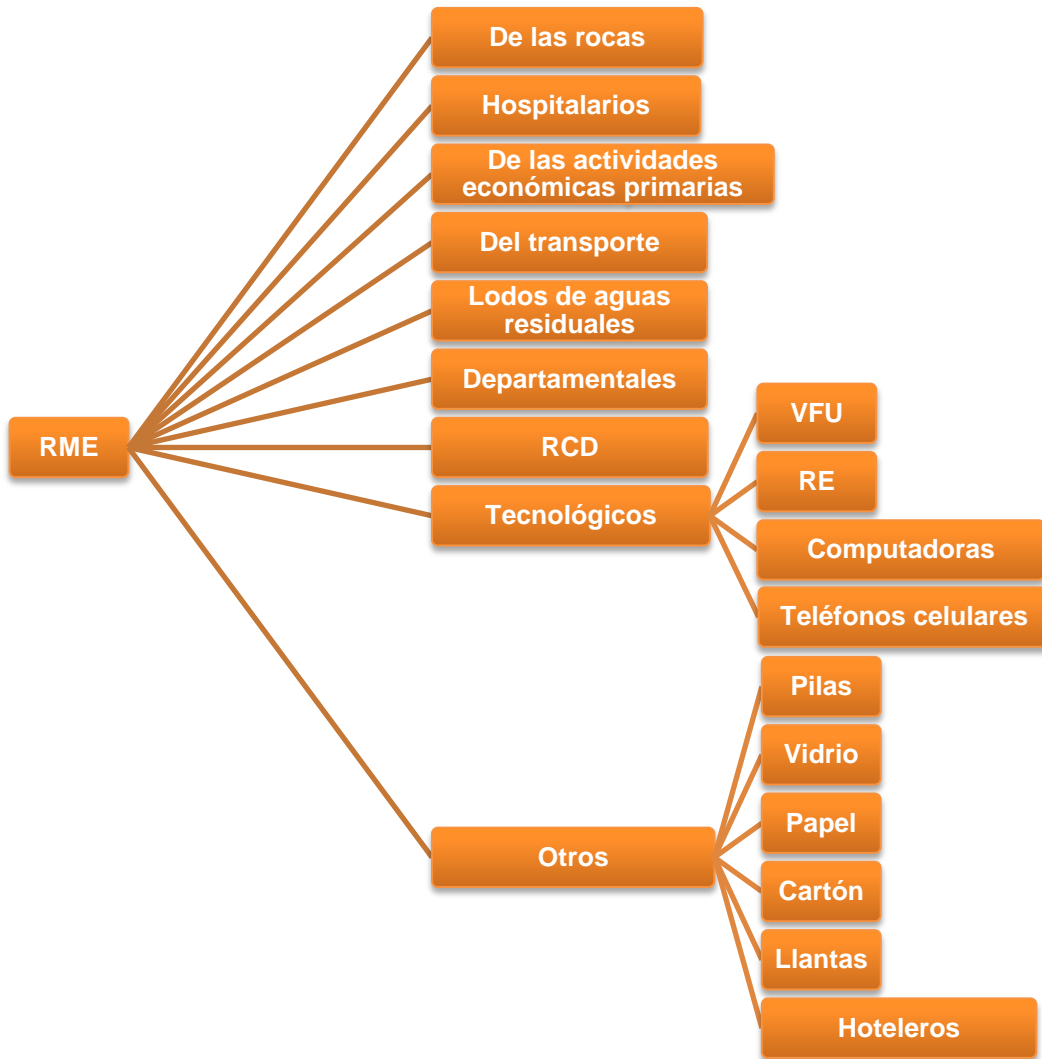 De las rocas
Hospitalarios
De las actividades
económicas primarias
Del transporte
Lodos de aguas
residuales
Departamentales
VFU
RME
RCD
RE
Tecnológicos
Computadoras
Teléfonos celulares
Pilas
Vidrio
Papel
Otros
Cartón
Llantas
Hoteleros